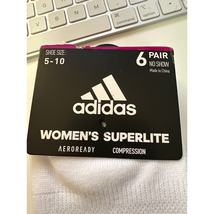 SHOE SIZE:
5-10
6 PAIR
NO SHOW
Made in China
adidas
WOMEN'S SUPERLITE
AEROREADY COMPRESSION